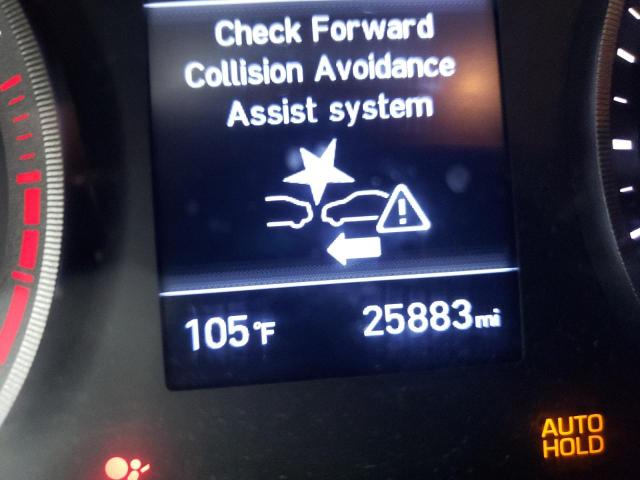 Check Forward
Collision Avoidance
Assist system
105°F 25883mi
AUTO
HOLD